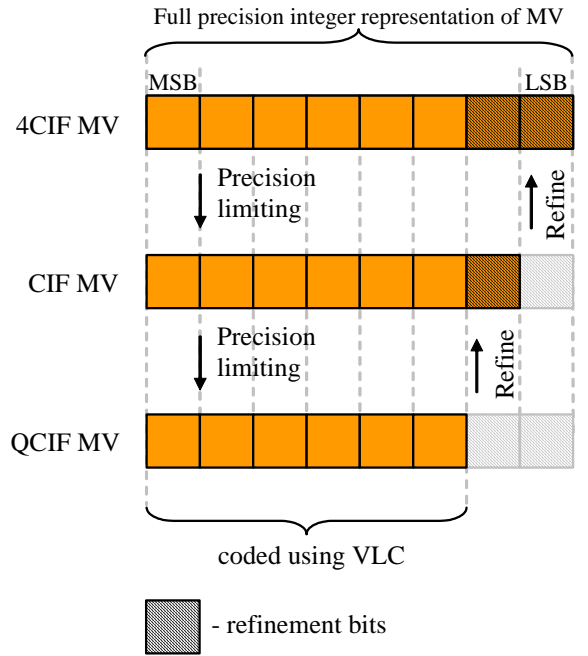 Full precision integer representation of MV
MSB
LSB
4CIF MV
Precision
limiting
Refine
CIF MV
Precision
limiting
Refine
QCIF MV
coded using VLC
- refinement bits